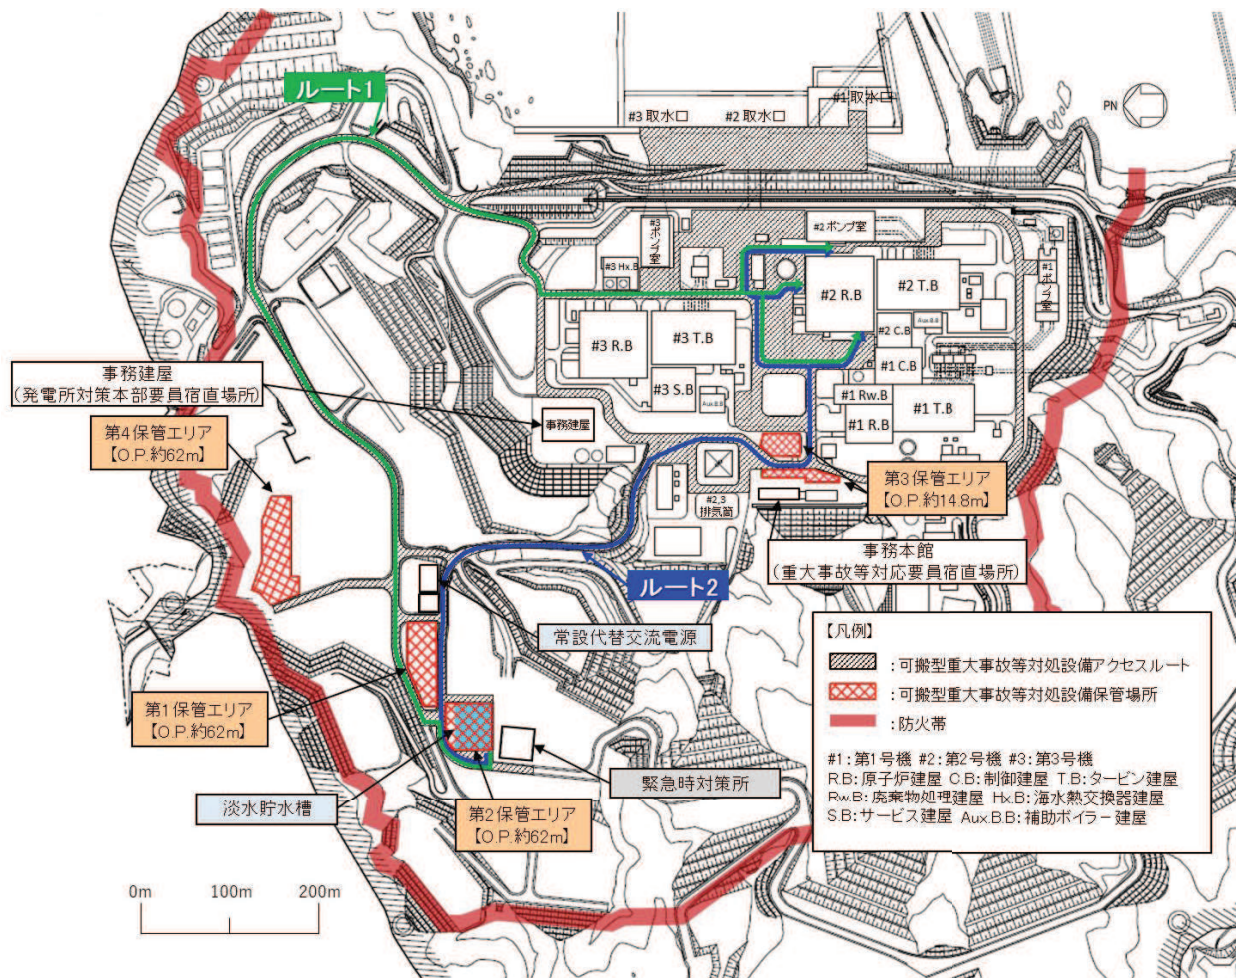 ルート1
#1取水口
#3取水口
#2取水口
PN
#3ポンプ室
#2ポンプ室
#1ポンプ室
#3 Hx.B
#2 R.B
#2 T.B
#3 R.B
#3 T.B
#2 C.B
Aux.B.B
#1 C.B
#3 S.B
Aux.B.B
#1 Rw.B
#1 T.B
#1 R.B
事務建屋
(発電所対策本部要員宿直場所)
事務建屋
第4保管エリア
【O.P.約62m】
第3保管エリア
【O.P.約14.8m】
#2,3
排気筒
事務本館
(重大事故等対応要員宿直場所)
ルート2
常設代替交流電源
第1保管エリア
【O.P.約62m】
緊急時対策所
淡水貯水槽
第2保管エリア
【O.P.約62m】
【凡例】
:可搬型重大事故等対処設備アクセスルート
:可搬型重大事故等対処設備保管場所
:防火帯
#1:第1号機 #2:第2号機 #3:第3号機
R.B:原子炉建屋 C.B:制御建屋 T.B:タービン建屋
Rw.B:廃棄物処理建屋 Hx.B:海水熱交換器建屋
S.B:サービス建屋 Aux.B.B:補助ボイラー建屋
0m 100m 200m